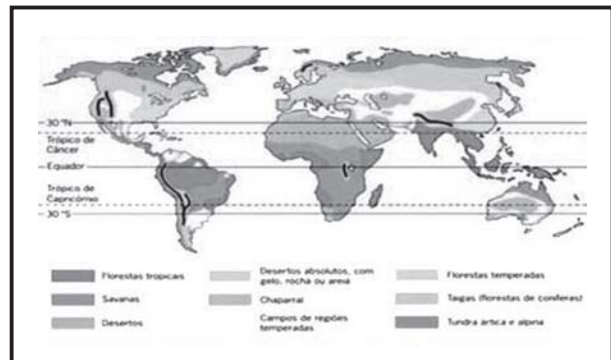 30 °N
Trópico de
Câncer
Equador
Trópico de
Capricórnio
30 °S
Florestas tropicais
Savanas
Desertos
Desertos absolutos, com
gelo, rocha ou areia
Chaparral
Campos de regiões
temperadas
Florestas temperadas
Taigas (florestas de coníferas)
Tundra ártica e alpina